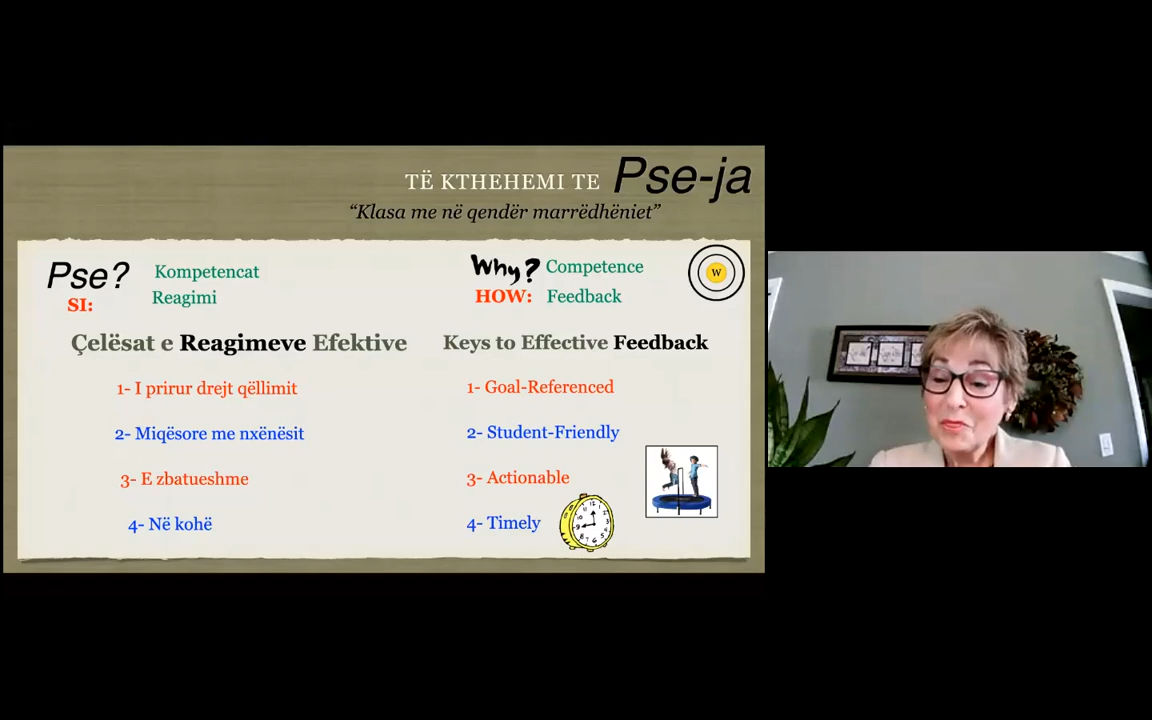 TË KTHEHEMI TE Pse-ja
“Klasa me në qendër marrëdhëniet”
Pse? Kompetencat
SI: Reagimi
Çelësat e Reagimeve Efektive
1- I prirur drejt qëllimit
2- Miqësore me nxënësit
3- E zbatueshme
4- Në kohë
Why? Competence
HOW: Feedback
W
Keys to Effective Feedback
1- Goal-Referenced
2- Student-Friendly
3- Actionable
4- Timely